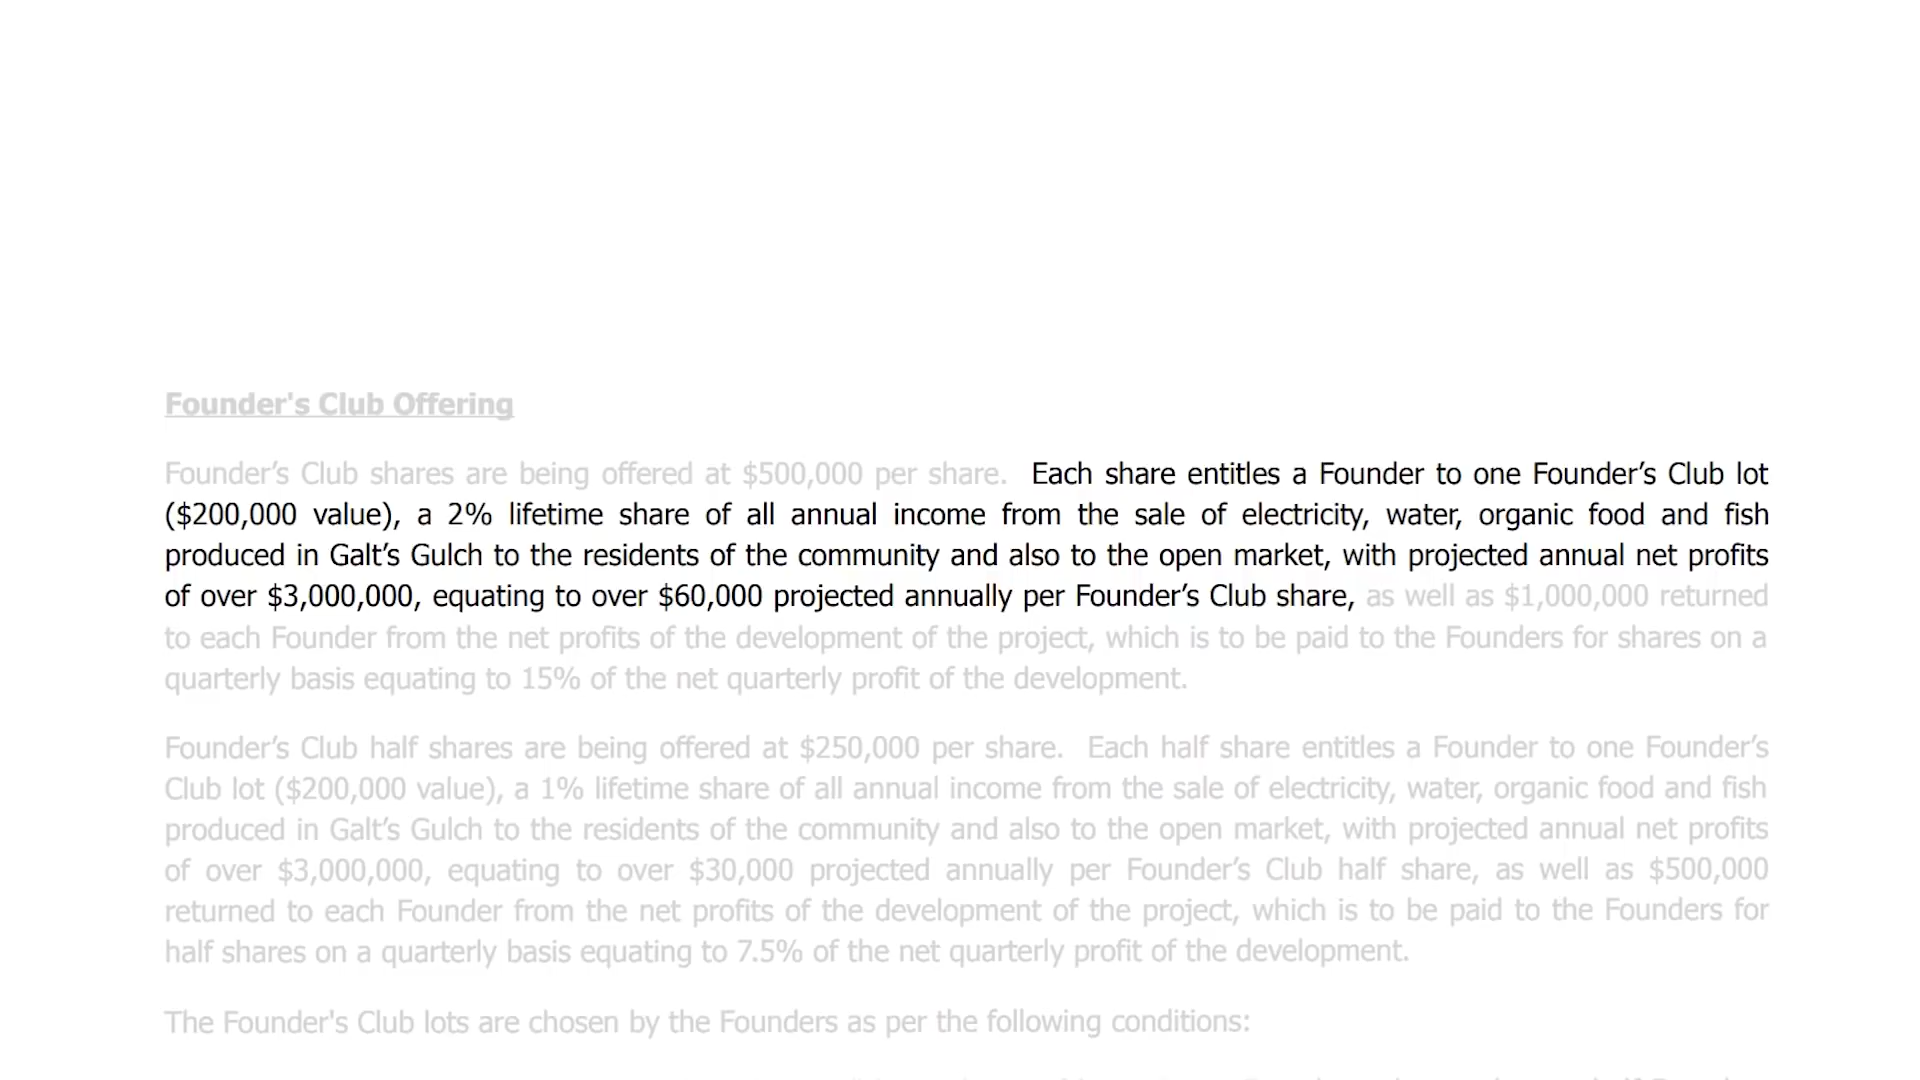 Founder's Club Offering
Founder’s Club shares are being offered at $500,000 per share.  Each share entitles a Founder to one Founder’s Club lot
($200,000 value), a 2% lifetime share of all annual income from the sale of electricity, water, organic food and fish
produced in Galt’s Gulch to the residents of the community and also to the open market, with projected annual net profits
of over $3,000,000, equating to over $60,000 projected annually per Founder’s Club share, as well as $1,000,000 returned
to each Founder from the net profits of the development of the project, which is to be paid to the Founders for shares on a
quarterly basis equating to 15% of the net quarterly profit of the development.
Founder’s Club half shares are being offered at $250,000 per share.  Each half share entitles a Founder to one Founder’s
Club lot ($200,000 value), a 1% lifetime share of all annual income from the sale of electricity, water, organic food and fish
produced in Galt’s Gulch to the residents of the community and also to the open market, with projected annual net profits
of over $3,000,000, equating to over $30,000 projected annually per Founder’s Club half share, as well as $500,000
returned to each Founder from the net profits of the development of the project, which is to be paid to the Founders for
half shares on a quarterly basis equating to 7.5% of the net quarterly profit of the development.
The Founder's Club lots are chosen by the Founders as per the following conditions: